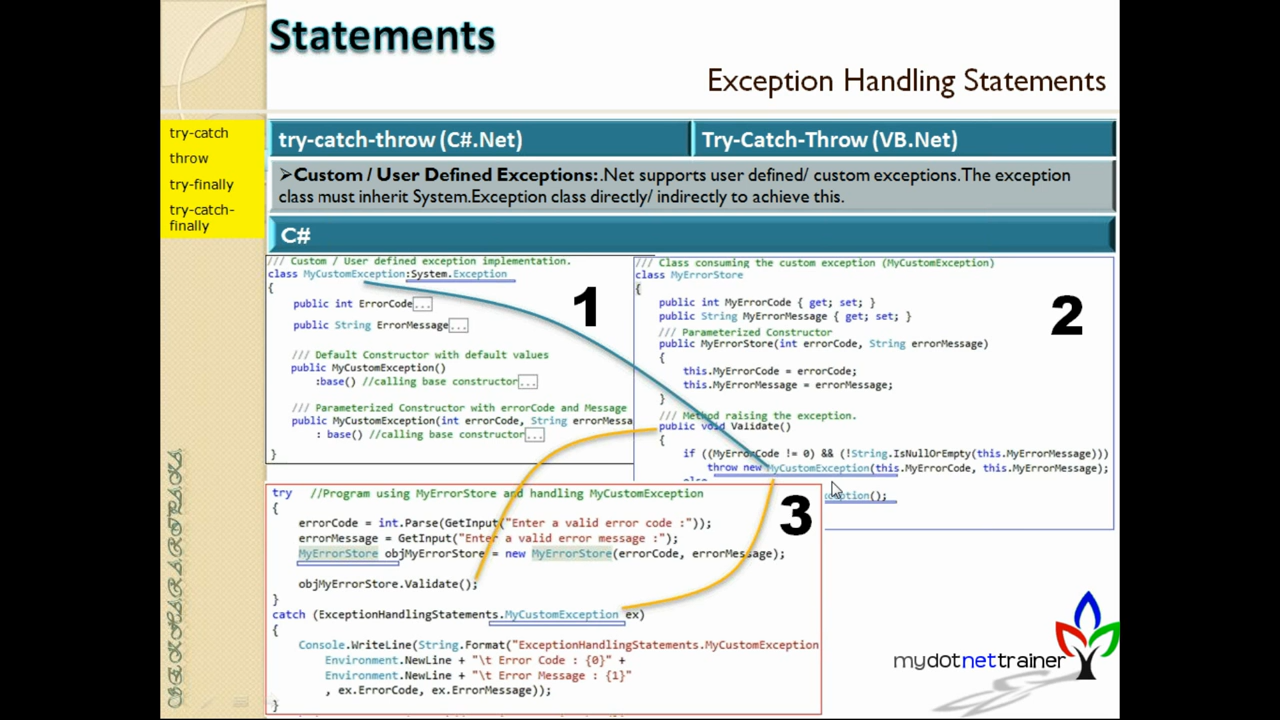 Statements
Exception Handling Statements
try-catch
throw
try-finally
try-catch-
finally
try-catch-throw (C#.Net)
Try-Catch-Throw (VB.Net)
➢Custom / User Defined Exceptions:.Net supports user defined/ custom exceptions.The exception
class must inherit System.Exception class directly/ indirectly to achieve this.
C#
/// Custom / User defined exception implementation.
class MyCustomException:System.Exception
{
public int ErrorCode...
public String ErrorMessage...
/// Default Constructor with default values
public MyCustomException()
:base() //calling base constructor...
/// Parameterized Constructor with errorCode and Message
public MyCustomException(int errorCode, String errorMessa
: base() //calling base constructor...
}
1
/// Class consuming the custom exception (MyCustomException)
class MyErrorStore
{
public int MyErrorCode { get; set; }
public String MyErrorMessage { get; set; }
/// Parameterized Constructor
public MyErrorStore(int errorCode, String errorMessage)
{
this.MyErrorCode = errorCode;
this.MyErrorMessage = errorMessage;
}
/// Method raising the exception.
public void Validate()
{
if ((MyErrorCode != 0) && (!String.IsNullOrEmpty(this.MyErrorMessage)))
throw new MyCustomException(this.MyErrorCode, this.MyErrorMessage);
else
ception();
2
try //Program using MyErrorStore and handling MyCustomException
{
errorCode = int.Parse(GetInput("Enter a valid error code :"));
errorMessage = GetInput("Enter a valid error message :");
MyErrorStore objMyErrorStore = new MyErrorStore(errorCode, errorMessage);
objMyErrorStore.Validate();
}
catch (ExceptionHandlingStatements.MyCustomException ex)
{
Console.WriteLine(String.Format("ExceptionHandlingStatements.MyCustomException
Environment.NewLine + "\t Error Code : {0}" +
Environment.NewLine + "\t Error Message : {1}"
, ex.ErrorCode, ex.ErrorMessage));
}
3
mydotnettrainer